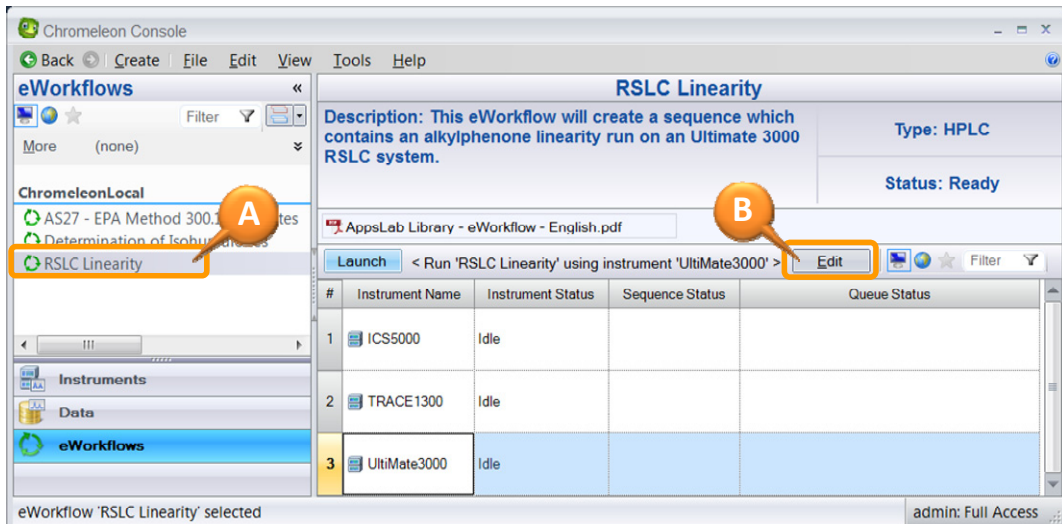 Chromeleon Console
Back Create File Edit View Tools Help
eWorkflows «
Filter
More (none)
ChromeleonLocal
AS27 - EPA Method 300.1 tes
Determination of
RSLC Linearity
A
Instruments
Data
eWorkflows
RSLC Linearity
Description: This eWorkflow will create a sequence which
contains an alkylphenone linearity run on an Ultimate 3000
RSLC system.
Type: HPLC
Status: Ready
B
AppsLab Library - eWorkflow - English.pdf
Launch < Run 'RSLC Linearity' using instrument 'UltiMate3000' > Edit Filter
# Instrument Name Instrument Status Sequence Status Queue Status
1 ICS5000 Idle
2 TRACE1300 Idle
3 UltiMate3000 Idle
eWorkflow 'RSLC Linearity' selected
admin: Full Access